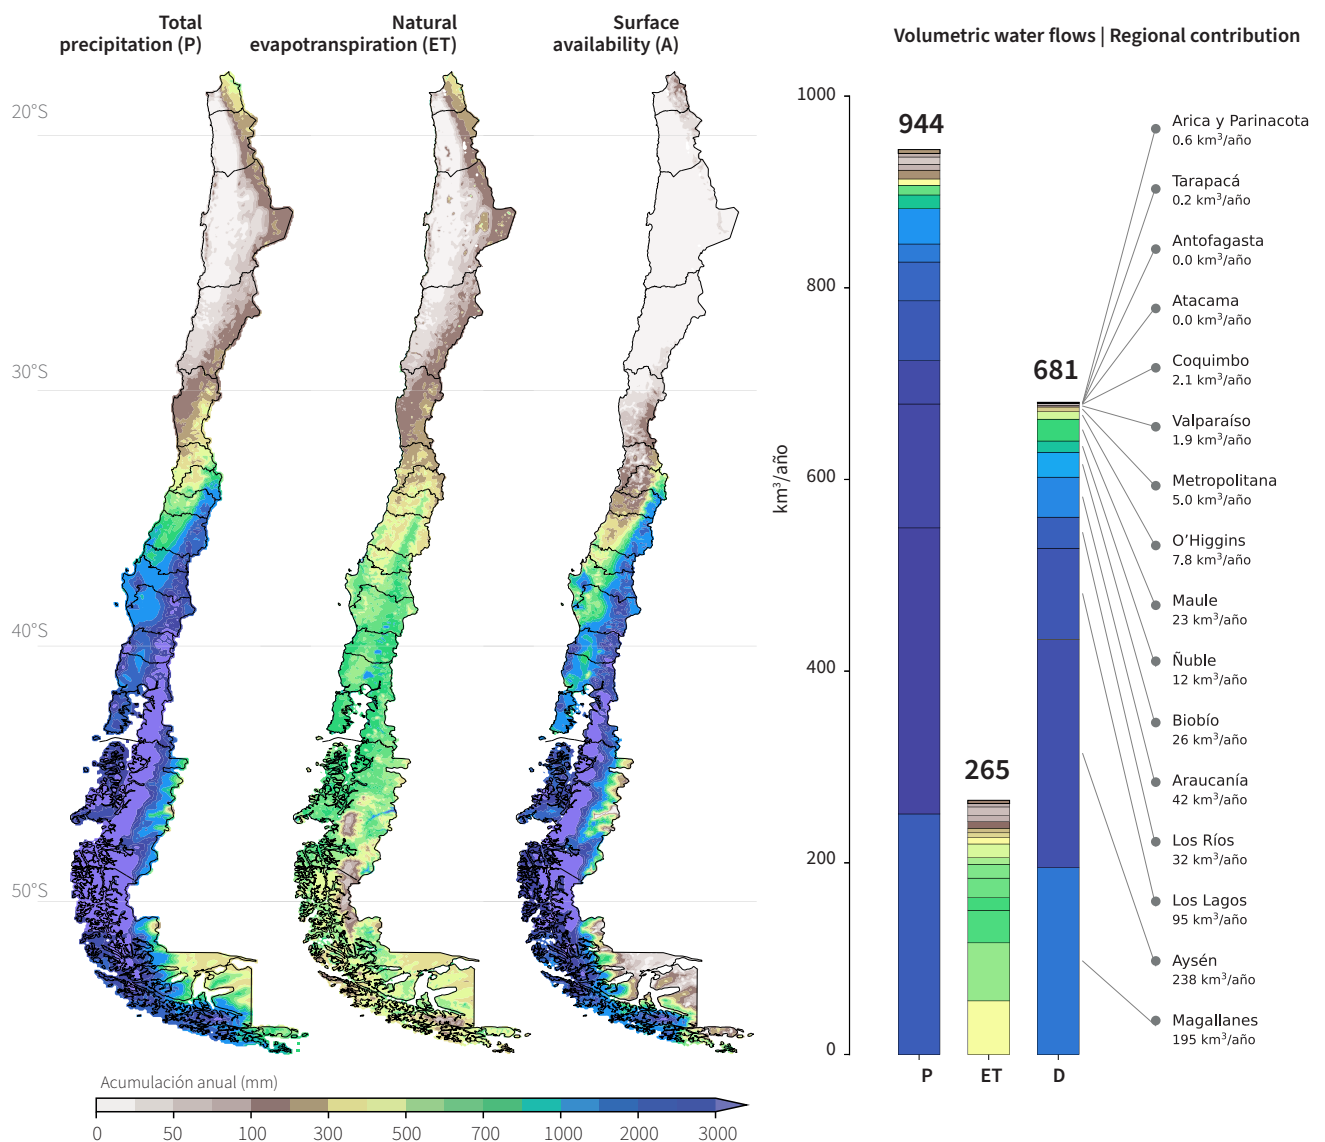 Total
precipitation (P)
Natural
evapotranspiration (ET)
Surface
availability (A)
20°S
30°S
40°S
50°S
Acumulación anual (mm)
0 50 100 300 500 700 1000 2000 3000
Volumetric water flows | Regional contribution
km³/año
1000
800
600
400
200
0
944
265
681
P ET D
Arica y Parinacota
0.6 km³/año
Tarapacá
0.2 km³/año
Antofagasta
0.0 km³/año
Atacama
0.0 km³/año
Coquimbo
2.1 km³/año
Valparaíso
1.9 km³/año
Metropolitana
5.0 km³/año
O’Higgins
7.8 km³/año
Maule
23 km³/año
Ñuble
12 km³/año
Biobío
26 km³/año
Araucanía
42 km³/año
Los Ríos
32 km³/año
Los Lagos
95 km³/año
Aysén
238 km³/año
Magallanes
195 km³/año